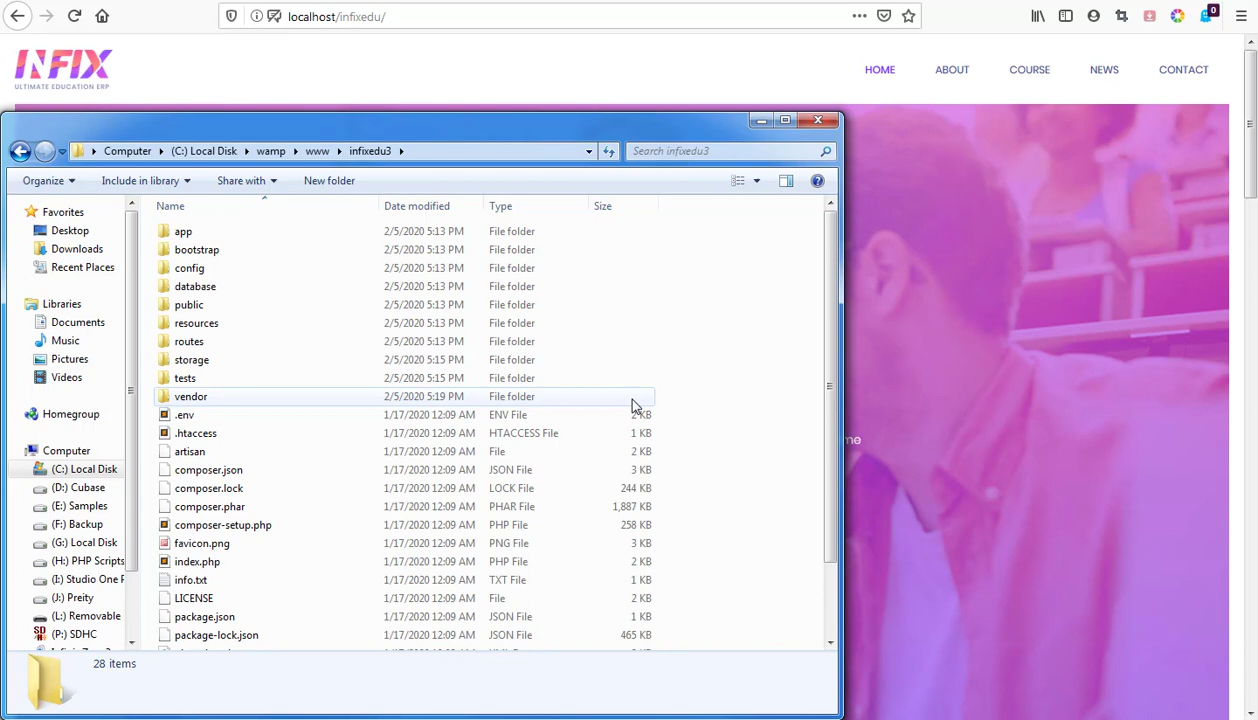 localhost/infixedu/
0
INFIX
ULTIMATE EDUCATION ERP
HOME ABOUT COURSE NEWS CONTACT
Computer (C:) Local Disk wamp www infixedu3
Search infixedu3
Organize Include in library Share with New folder
Name Date modified Type Size
Favorites
Desktop
Downloads
Recent Places
Libraries
Documents
Music
Pictures
Videos
Homegroup
Computer
(C:) Local Disk
(D:) Cubase
(E:) Samples
(F:) Backup
(G:) Local Disk
(H:) PHP Scripts
(I:) Studio One P
(J:) Preity
(L:) Removable
(P:) SDHC
app 2/5/2020 5:13 PM File folder
bootstrap 2/5/2020 5:13 PM File folder
config 2/5/2020 5:13 PM File folder
database 2/5/2020 5:13 PM File folder
public 2/5/2020 5:13 PM File folder
resources 2/5/2020 5:13 PM File folder
routes 2/5/2020 5:13 PM File folder
storage 2/5/2020 5:15 PM File folder
tests 2/5/2020 5:15 PM File folder
vendor 2/5/2020 5:19 PM File folder
.env 1/17/2020 12:09 AM ENV File 2 KB
.htaccess 1/17/2020 12:09 AM HTACCESS File 1 KB
artisan 1/17/2020 12:09 AM File 2 KB
composer.json 1/17/2020 12:09 AM JSON File 3 KB
composer.lock 1/17/2020 12:09 AM LOCK File 244 KB
composer.phar 1/17/2020 12:09 AM PHAR File 1,887 KB
composer-setup.php 1/17/2020 12:09 AM PHP File 258 KB
favicon.png 1/17/2020 12:09 AM PNG File 3 KB
index.php 1/17/2020 12:09 AM PHP File 2 KB
info.txt 1/17/2020 12:09 AM TXT File 1 KB
LICENSE 1/17/2020 12:09 AM File 2 KB
package.json 1/17/2020 12:09 AM JSON File 1 KB
package-lock.json 1/17/2020 12:09 AM JSON File 465 KB
28 items
me